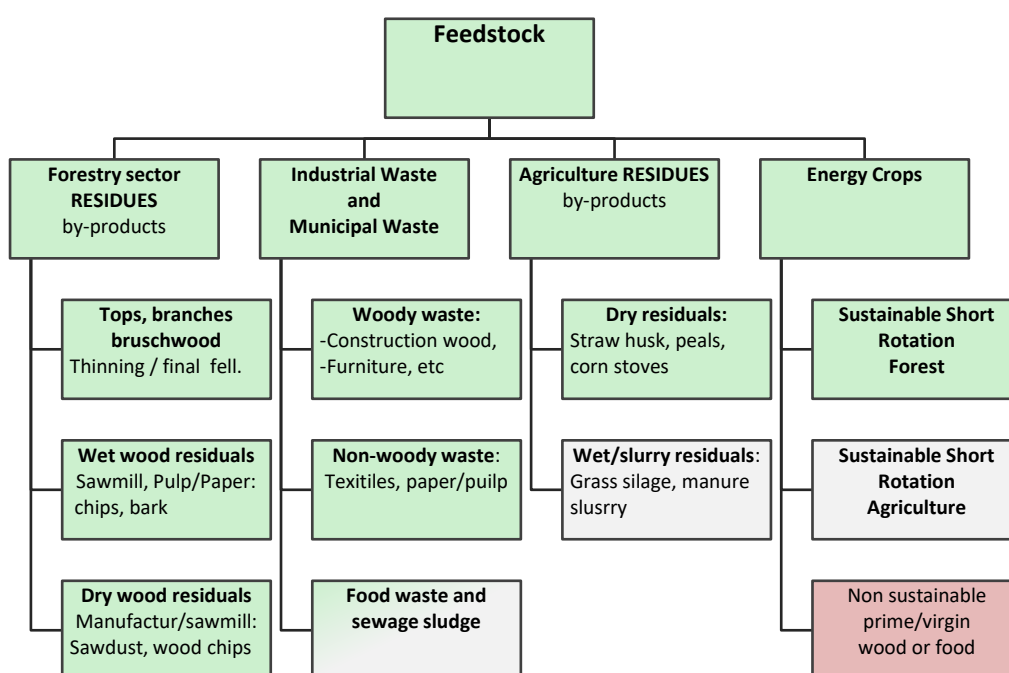 Feedstock
Forestry sector
RESIDUES
by-products
Industrial Waste
and
Municipal Waste
Agriculture RESIDUES
by-products
Energy Crops
Tops, branches
bruschwood
Thinning / final  fell.
Woody waste:
-Construction wood,
-Furniture, etc
Dry residuals:
Straw husk, peals,
corn stoves
Sustainable Short
Rotation
Forest
Wet wood residuals
Sawmill, Pulp/Paper:
chips, bark
Non-woody waste:
Texitiles, paper/puilp
Wet/slurry residuals:
Grass silage, manure
slusrry
Sustainable Short
Rotation
Agriculture
Dry wood residuals
Manufactur/sawmill:
Sawdust, wood chips
Food waste and
sewage sludge
Non sustainable
prime/virgin
wood or food